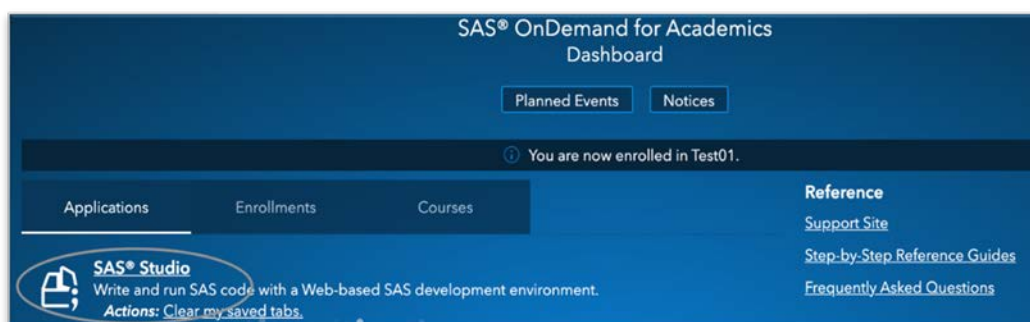 SAS® OnDemand for Academics
Dashboard
Planned Events Notices
You are now enrolled in Test01.
Applications Enrollments Courses
SAS® Studio
Write and run SAS code with a Web-based SAS development environment.
Actions: Clear my saved tabs.
Reference
Support Site
Step-by-Step Reference Guides
Frequently Asked Questions